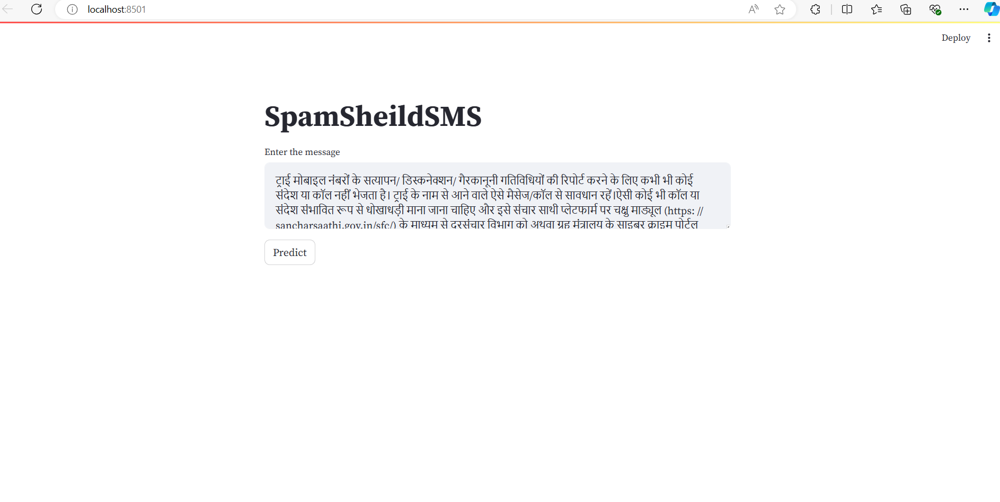 localhost:8501
Deploy
SpamSheildSMS
Enter the message
ट्राई मोबाइल नंबरों के सत्यापन/ डिस्कनेक्शन/ गैरकानूनी गतिविधियों की रिपोर्ट करने के लिए कभी भी कोई
संदेश या कॉल नहीं भेजता है। ट्राई के नाम से आने वाले ऐसे मैसेज/कॉल से सावधान रहें।ऐसी कोई भी कॉल या
संदेश संभावित रूप से धोखाधड़ी माना जाना चाहिए और इसे संचार साथी प्लेटफार्म पर चक्षु माड्यूल (https: //
sancharsaathi.gov.in/sfc/) के माध्यम से दूरसंचार विभाग को अथवा गृह मंत्रालय के साइबर क्राइम पोर्टल
Predict